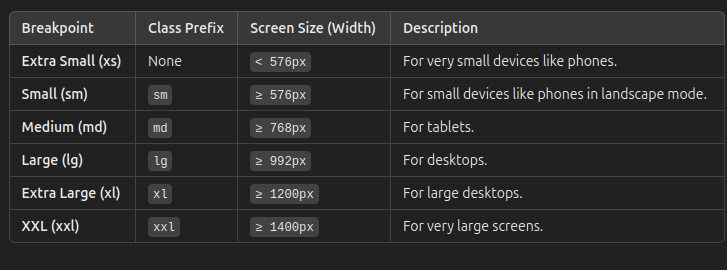 Breakpoint Class Prefix Screen Size (Width) Description
Extra Small (xs) None < 576px For very small devices like phones.
Small (sm) sm ≥ 576px For small devices like phones in landscape mode.
Medium (md) md ≥ 768px For tablets.
Large (lg) lg ≥ 992px For desktops.
Extra Large (xl) xl ≥ 1200px For large desktops.
XXL (xxl) xxl ≥ 1400px For very large screens.